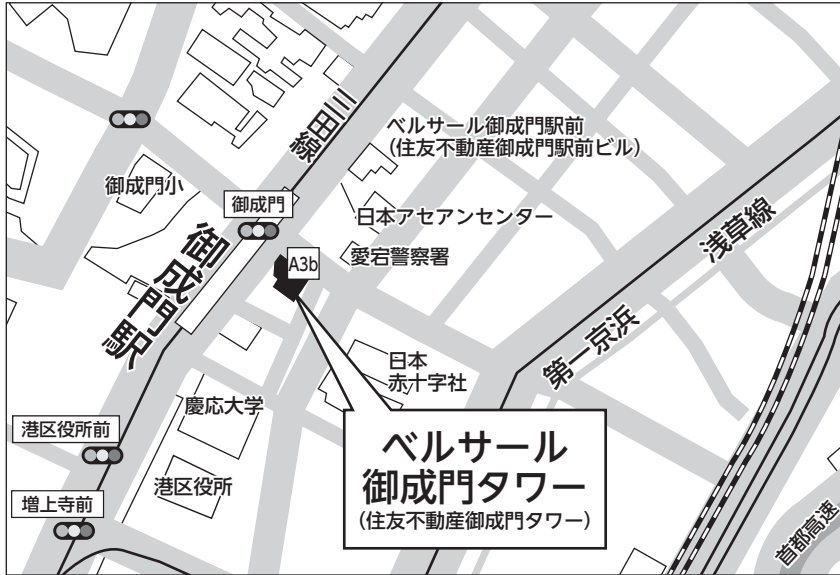 三田線
ベルサール御成門駅前
(住友不動産御成門駅前ビル)
御成門小
御成門
日本アセアンセンター
浅草線
御成門駅
A3b
愛宕警察署
第一京浜
日本
赤十字社
慶応大学
港区役所前
ベルサール
御成門タワー
(住友不動産御成門タワー)
港区役所
増上寺前
首都高速